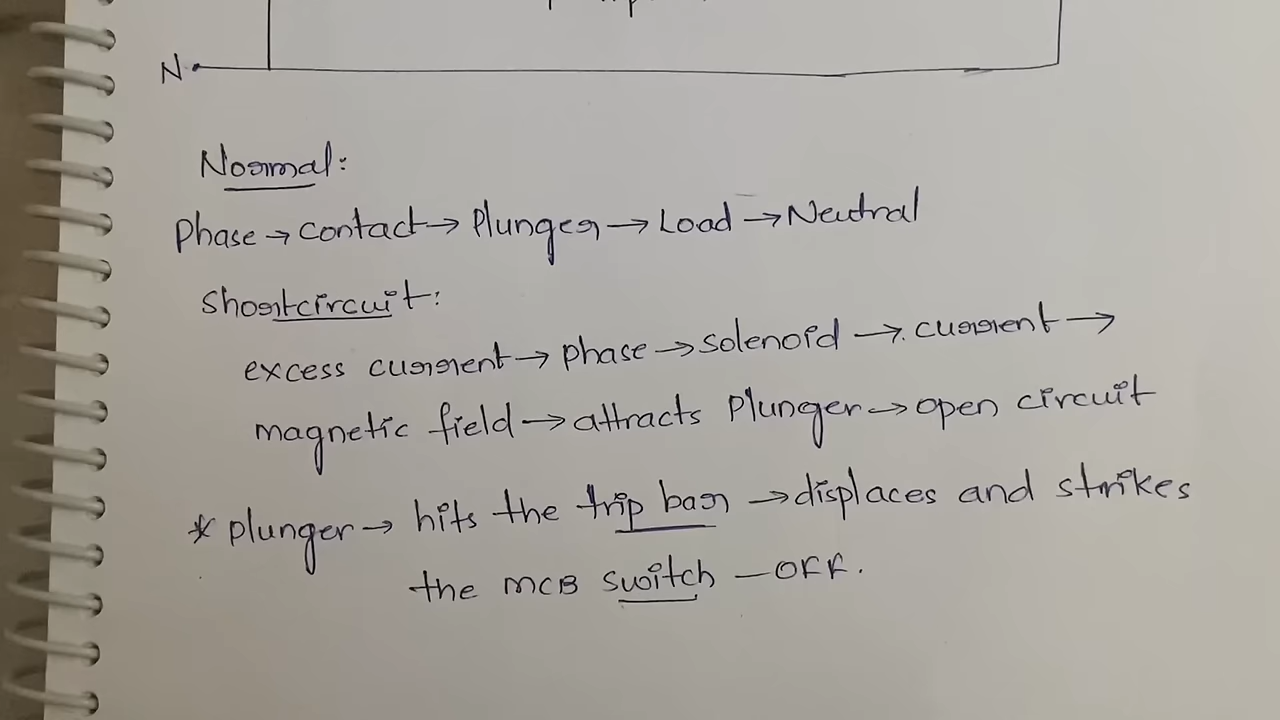 N
Normal:
Phase → contact → Plunger → Load → Neutral
Shortcircuit:
excess current → phase → solenoid → current →
magnetic field → attracts Plunger → open circuit
* plunger → hits the trip bar → displaces and strikes
the MCB switch - OFF.